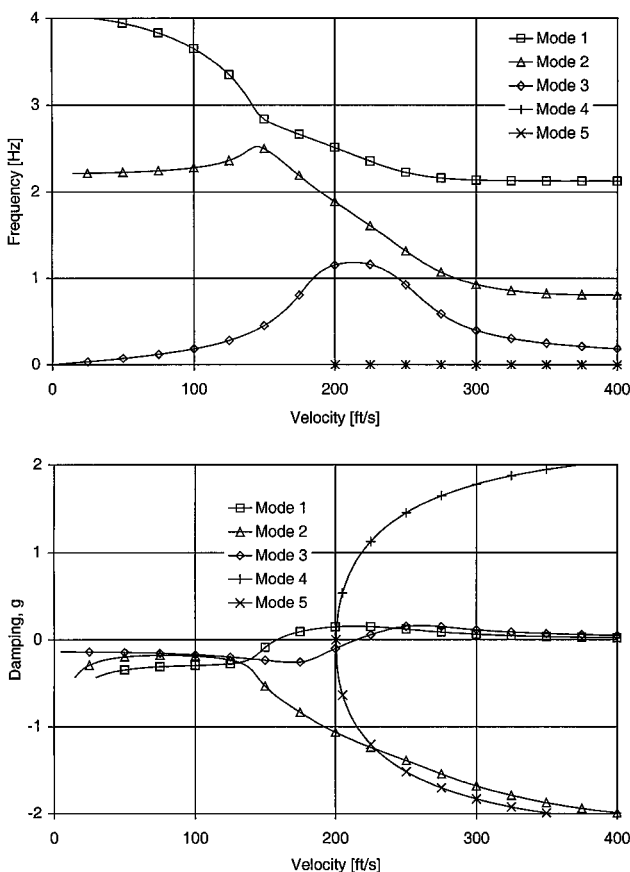 4
3
2
1
0
Frequency [Hz]
Mode 1
Mode 2
Mode 3
Mode 4
Mode 5
0
100
200
300
400
Velocity [ft/s]
2
1
0
-1
-2
Damping, g
Mode 1
Mode 2
Mode 3
Mode 4
Mode 5
0
100
200
300
400
Velocity [ft/s]